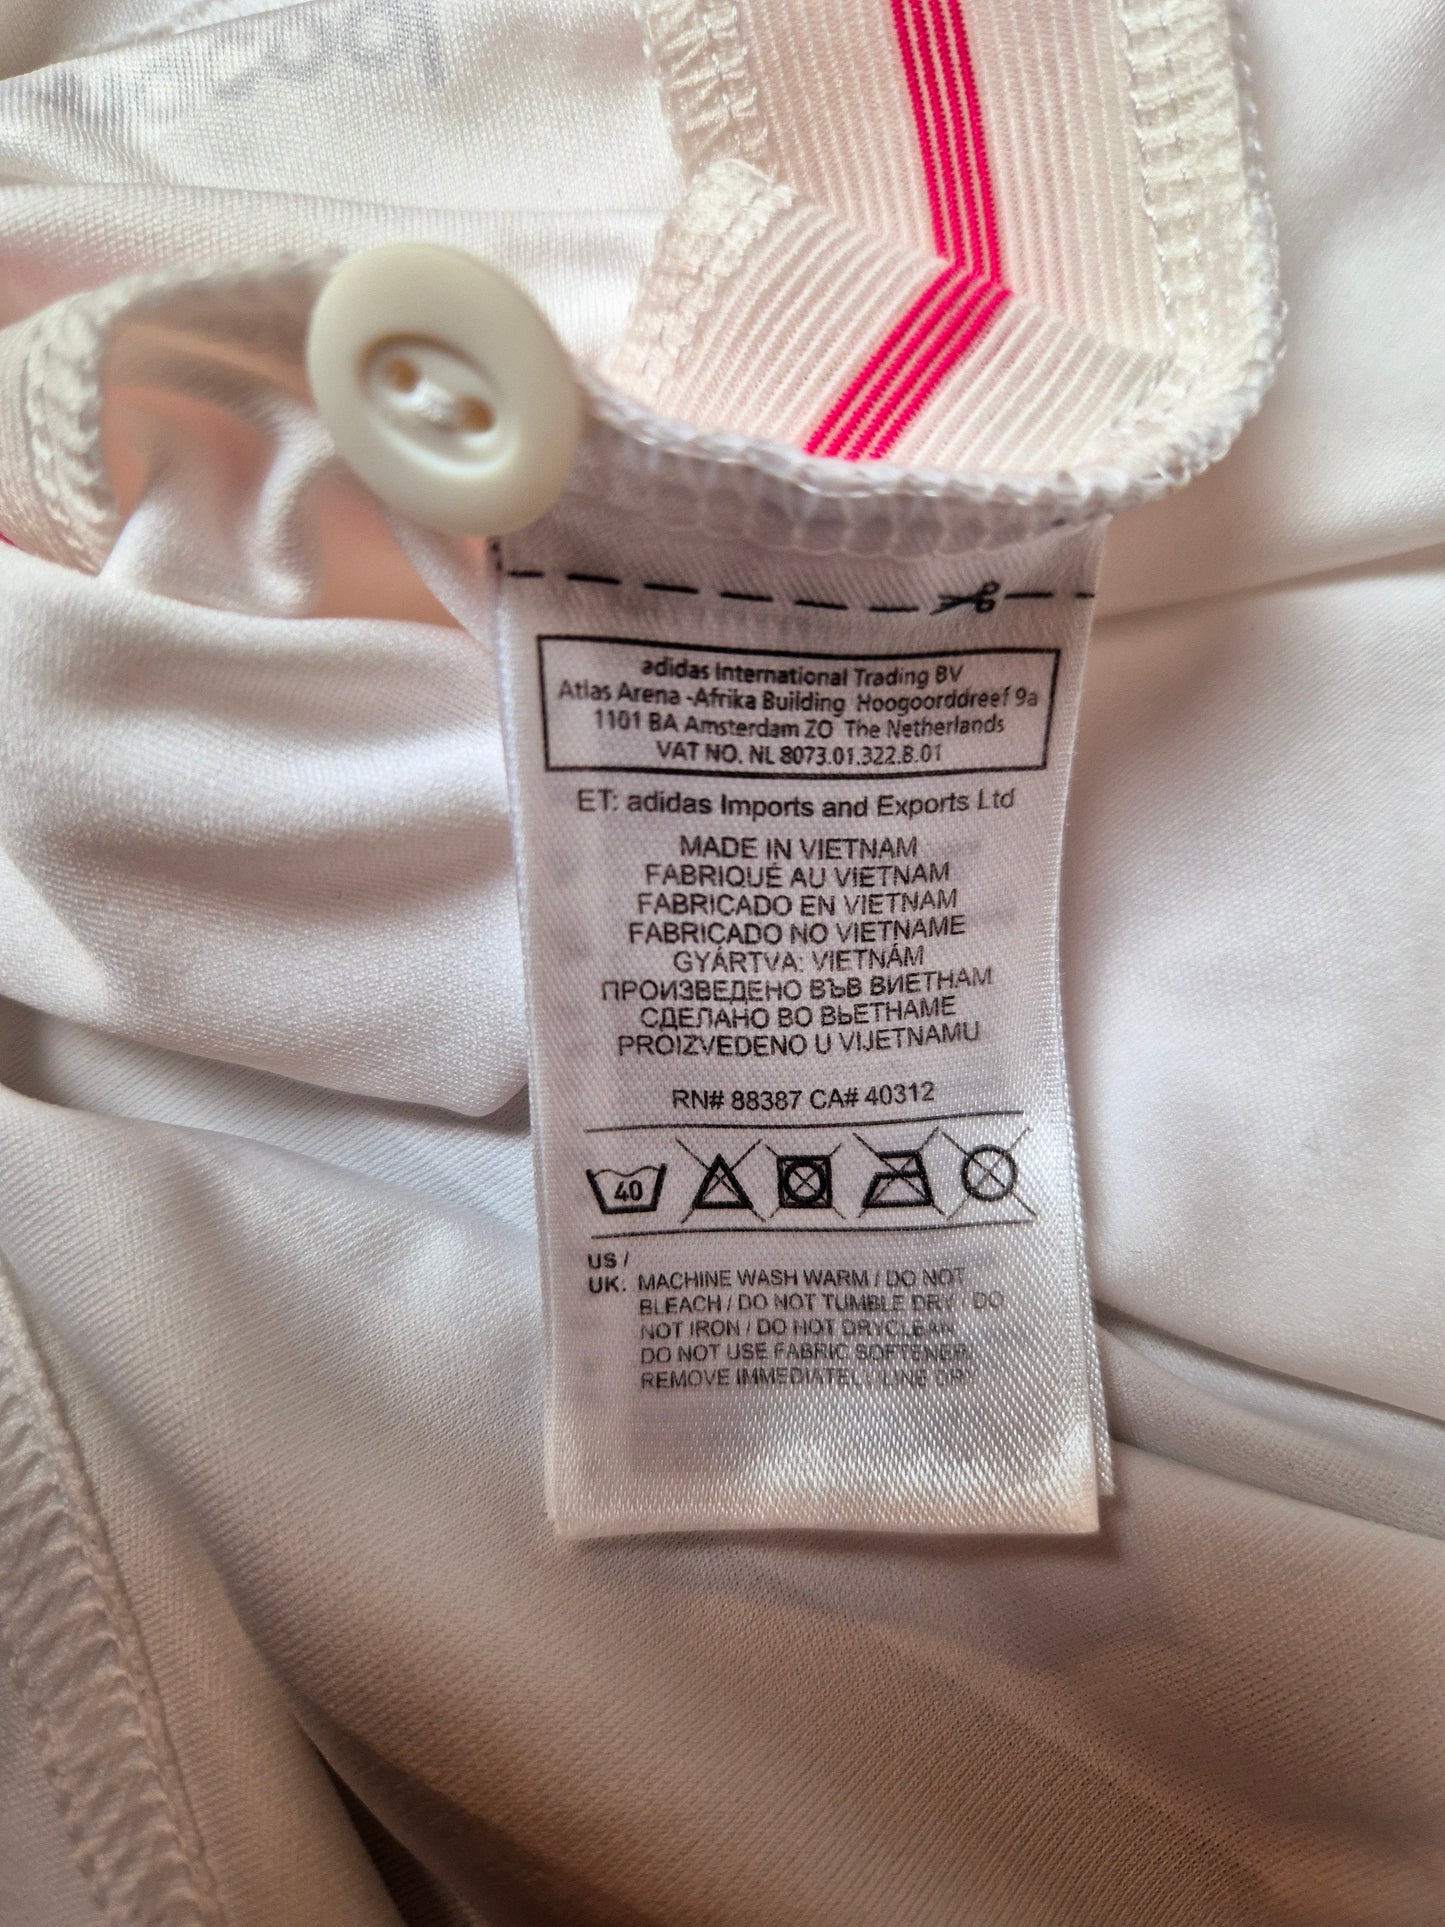 adidas International Trading BV
Atlas Arena -Afrika Building Hoogoorddreef 9a
1101 BA Amsterdam ZO The Netherlands
VAT NO. NL 8073.01.322.B.01
ET: adidas Imports and Exports Ltd
MADE IN VIETNAM
FABRIQUÉ AU VIETNAM
FABRICADO EN VIETNAM
FABRICADO NO VIETNAME
GYÁRTVA: VIETNÁM
ПРОИЗВЕДЕНО ВЪВ ВИЕТНАМ
СДЕЛАНО ВО ВЬЕТНАМЕ
PROIZVEDENO U VIJETNAMU
RN# 88387 CA# 40312
40
US /
UK: MACHINE WASH WARM / DO NOT
BLEACH / DO NOT TUMBLE DRY / DO
NOT IRON / DO NOT DRYCLEAN
DO NOT USE FABRIC SOFTENER/
REMOVE IMMEDIATELY/LINE DRY